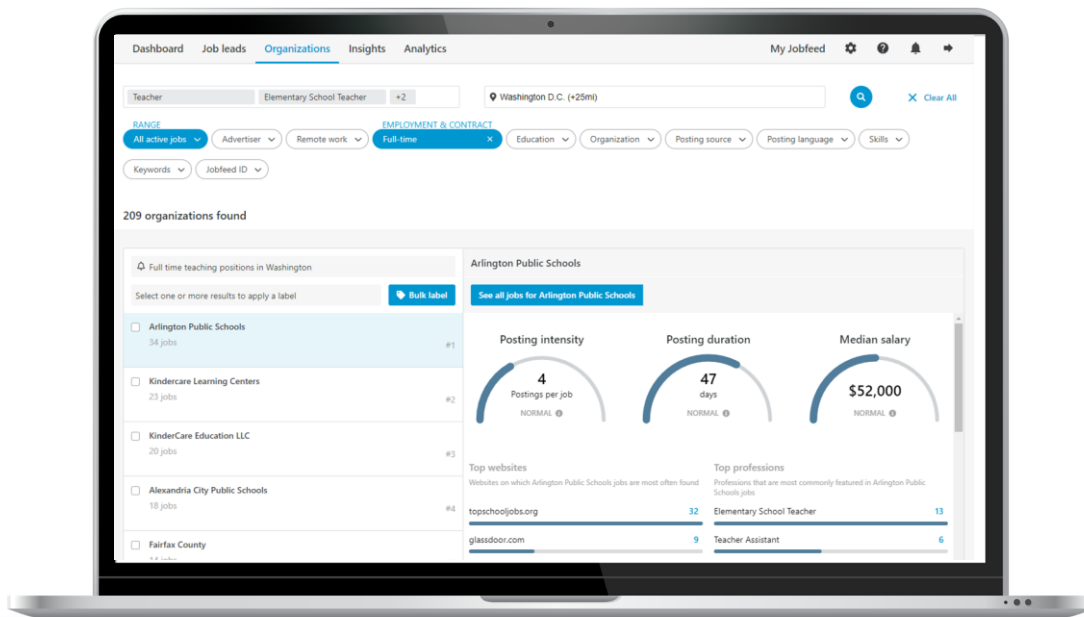 Dashboard Job leads Organizations Insights Analytics My Jobfeed
Teacher Elementary School Teacher +2 Washington D.C. (+25mi) Clear All
RANGE EMPLOYMENT & CONTRACT
All active jobs Advertiser Remote work Full-time × Education Organization Posting source Posting language Skills
Keywords Jobfeed ID
209 organizations found
Full time teaching positions in Washington
Select one or more results to apply a label Bulk label
Arlington Public Schools
34 jobs #1
Kindercare Learning Centers
23 jobs #2
KinderCare Education LLC
20 jobs #3
Alexandria City Public Schools
18 jobs #4
Fairfax County
14 jobs
Arlington Public Schools
See all jobs for Arlington Public Schools
Posting intensity Posting duration Median salary
4 47 $52,000
Postings per job days
NORMAL NORMAL NORMAL
Top websites
Websites on which Arlington Public Schools jobs are most often found
topschooljobs.org 32
glassdoor.com 9
Top professions
Professions that are most commonly featured in Arlington Public
Schools jobs
Elementary School Teacher 13
Teacher Assistant 6